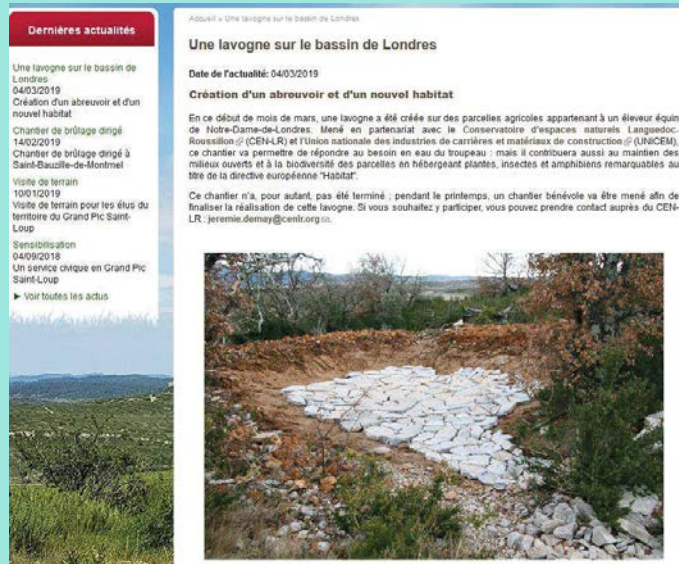 Dernières actualités
Une lavogne sur le bassin de
Londres
04/03/2019
Création d'un abreuvoir et d'un
nouvel habitat
Chantier de brûlage dirigé
14/02/2019
Chantier de brûlage dirigé à
Saint-Bauzille-de-Montmel
Visite de terrain
10/01/2019
Visite de terrain pour les élus du
territoire du Grand Pic Saint-
Loup
Sensibilisation
04/09/2018
Un service civique en Grand Pic
Saint-Loup
► Voir toutes les actus
Accueil » Une lavogne sur le bassin de Londres
Une lavogne sur le bassin de Londres
Date de l'actualité: 04/03/2019
Création d'un abreuvoir et d'un nouvel habitat
En ce début de mois de mars, une lavogne a été créée sur des parcelles agricoles appartenant à un éleveur équin
de Notre-Dame-de-Londres. Mené en partenariat avec le Conservatoire d'espaces naturels Languedoc-
Roussillon (CEN-LR) et l'Union nationale des industries de carrières et matériaux de construction (UNICEM),
ce chantier va permettre de répondre au besoin en eau du troupeau ; mais il contribuera aussi au maintien des
milieux ouverts et à la biodiversité des parcelles en hébergeant plantes, insectes et amphibiens remarquables au
titre de la directive européenne "Habitat".
Ce chantier n'a, pour autant, pas été terminé ; pendant le printemps, un chantier bénévole va être mené afin de
finaliser la réalisation de cette lavogne. Si vous souhaitez y participer, vous pouvez prendre contact auprès du CEN-
LR : jeremie.demay@cenlr.org